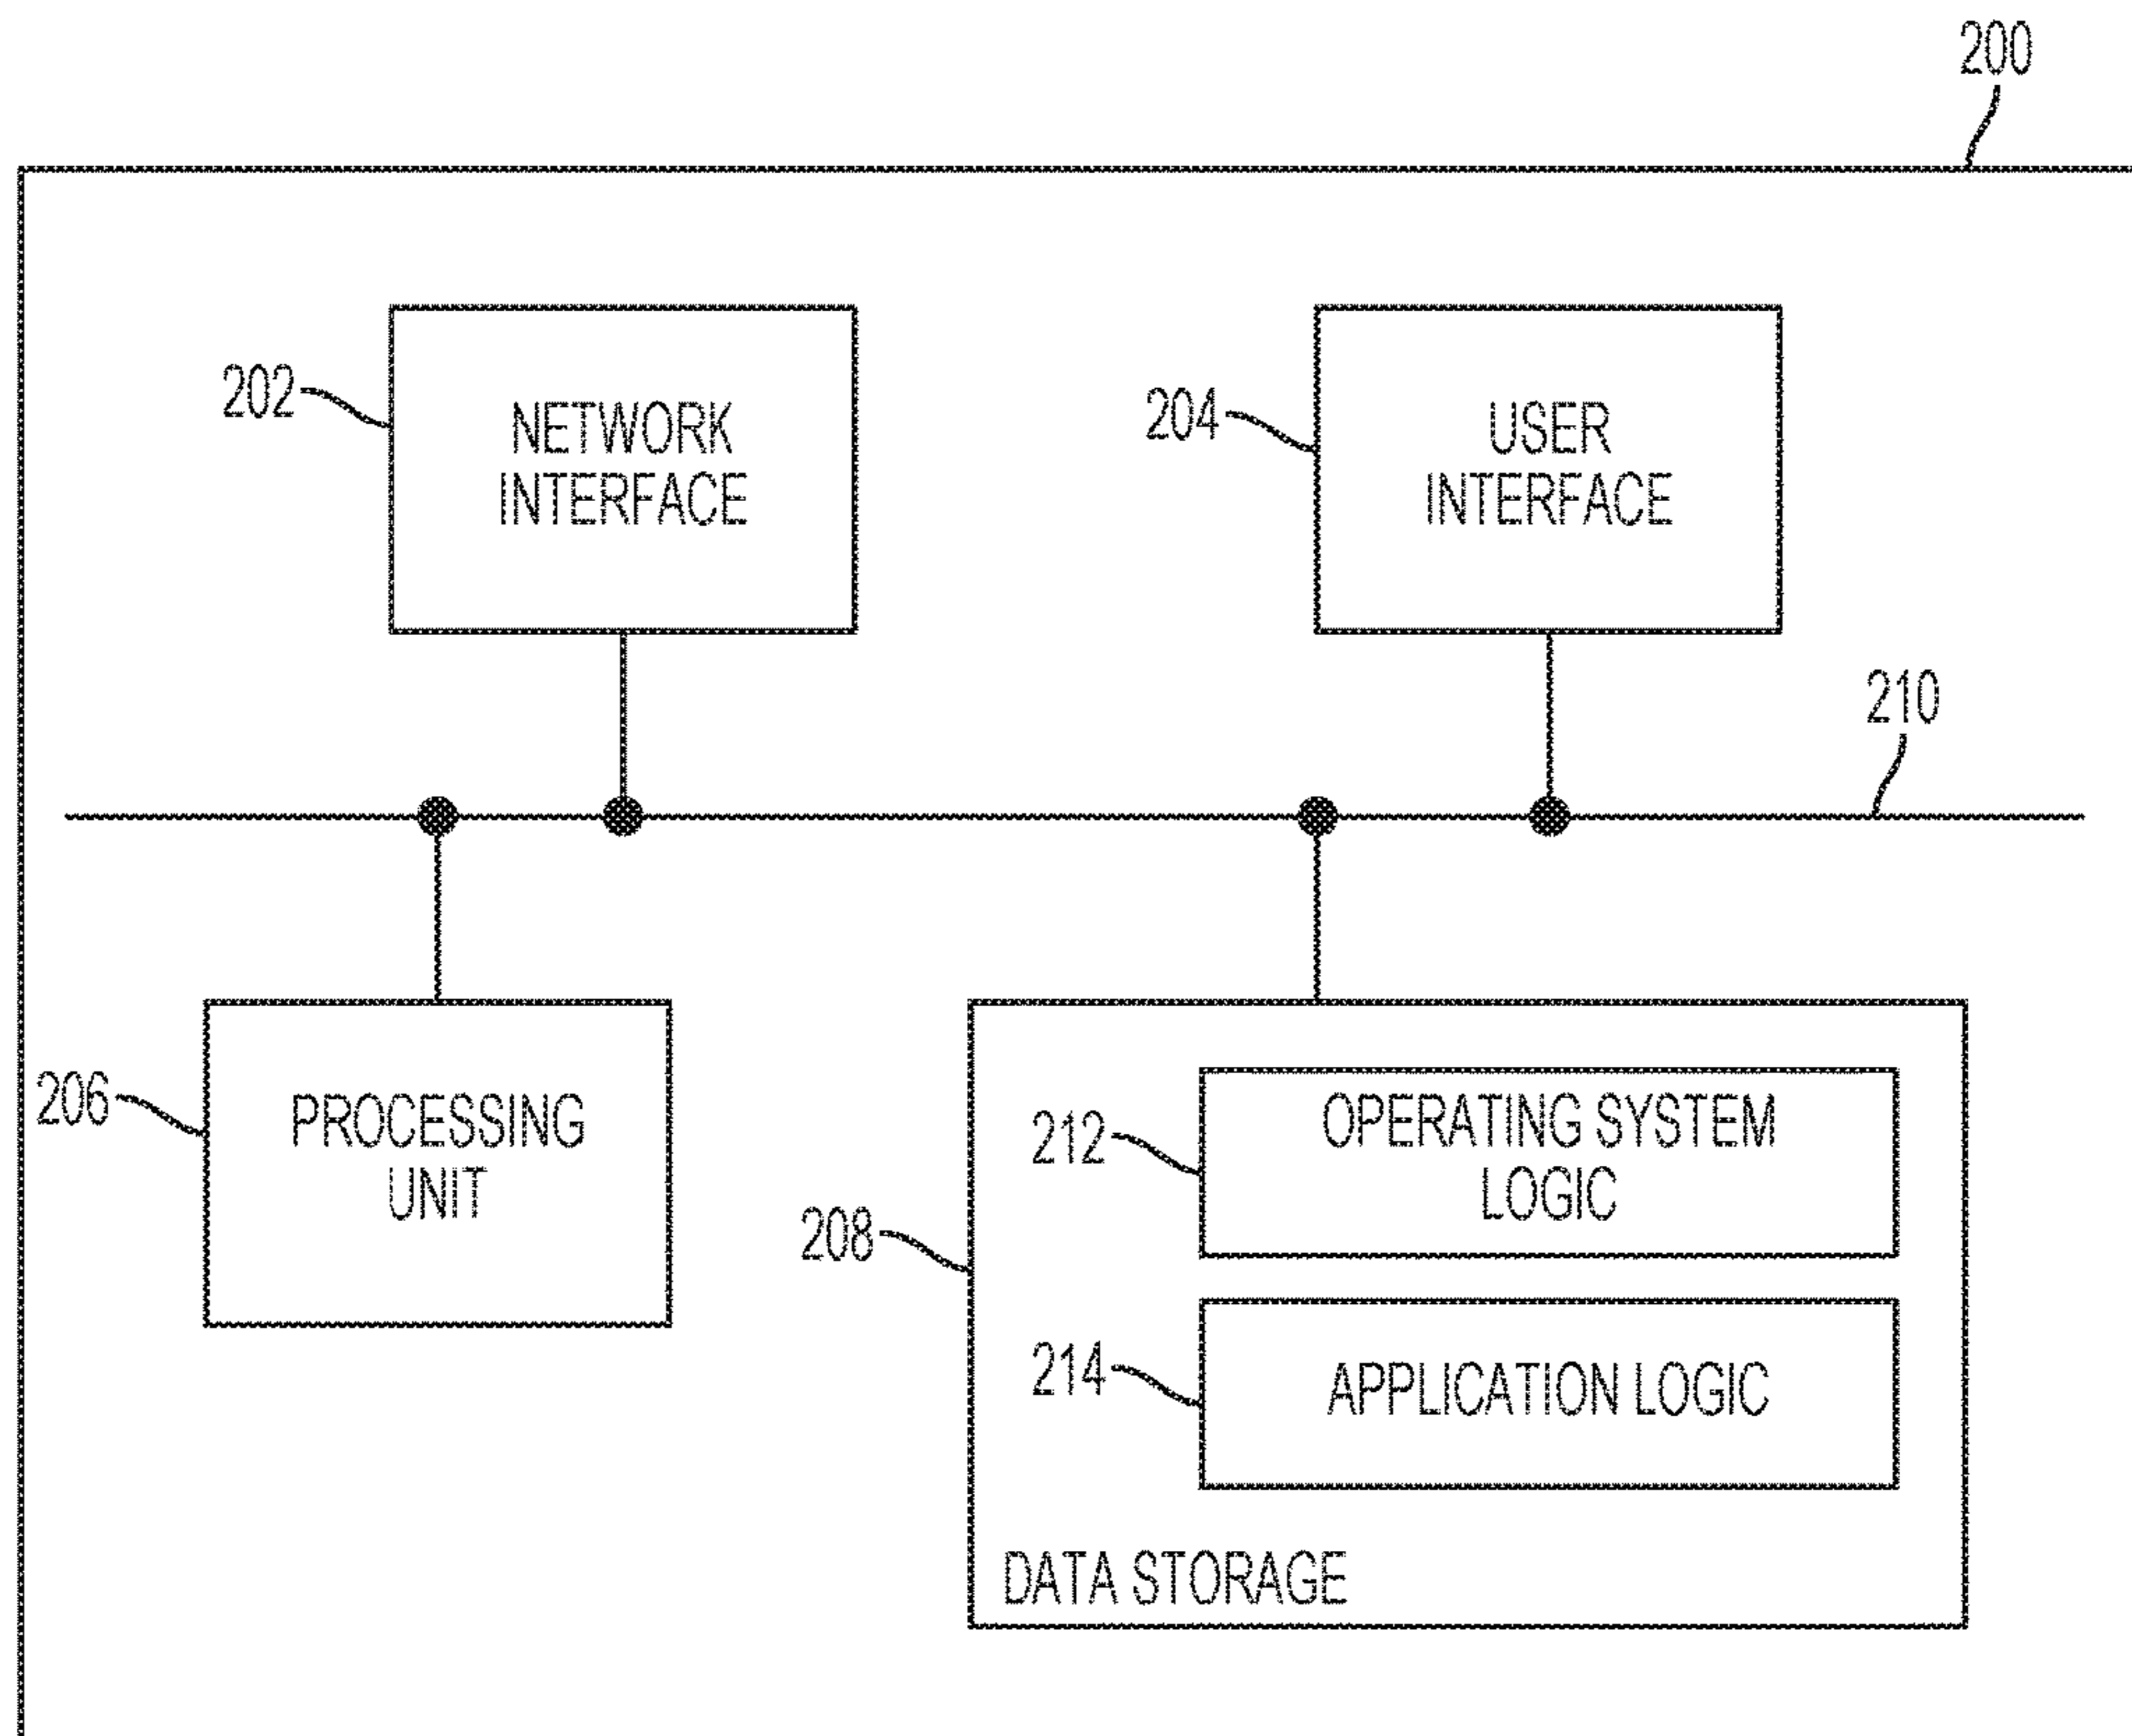 200
202
NETWORK
INTERFACE
204
USER
INTERFACE
210
206
PROCESSING
UNIT
208
212
OPERATING SYSTEM
LOGIC
214
APPLICATION LOGIC
DATA STORAGE